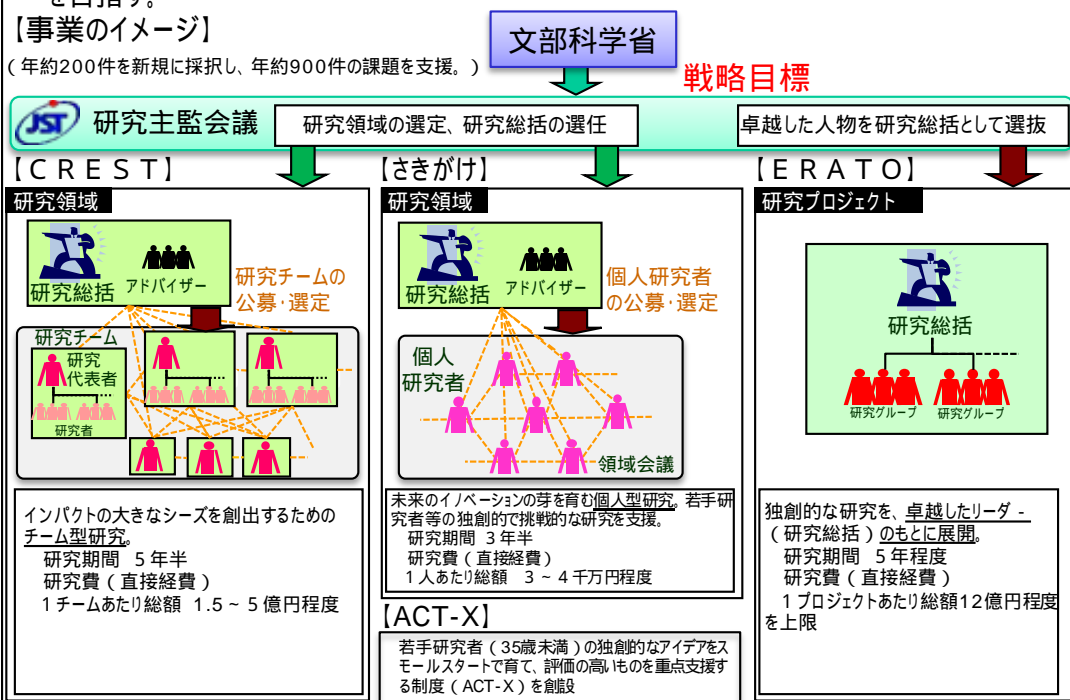 を目指す。
【事業のイメージ】
(年約200件を新規に採択し、年約900件の課題を支援。)
文部科学省
戦略目標
JST 研究主監会議
研究領域の選定、研究総括の選任
卓越した人物を研究総括として選抜
【CREST】
研究領域
研究総括
アドバイザー
研究チームの
公募・選定
研究チーム
研究
代表者
研究者
インパクトの大きなシーズを創出するための
チーム型研究。
研究期間 5年半
研究費(直接経費)
1チームあたり総額 1.5~5億円程度
【さきがけ】
研究領域
研究総括
アドバイザー
個人研究者
の公募・選定
個人
研究者
領域会議
未来のイノベーションの芽を育む個人型研究。若手研
究者等の独創的で挑戦的な研究を支援。
研究期間 3年半
研究費(直接経費)
1人あたり総額 3~4千万円程度
【ACT-X】
若手研究者(35歳未満)の独創的なアイデアをス
モールスタートで育て、評価の高いものを重点支援す
る制度(ACT-X)を創設
【ERATO】
研究プロジェクト
研究総括
研究グループ
研究グループ
独創的な研究を、卓越したリーダ-
(研究総括)のもとに展開。
研究期間 5年程度
研究費(直接経費)
1プロジェクトあたり総額12億円程度
を上限